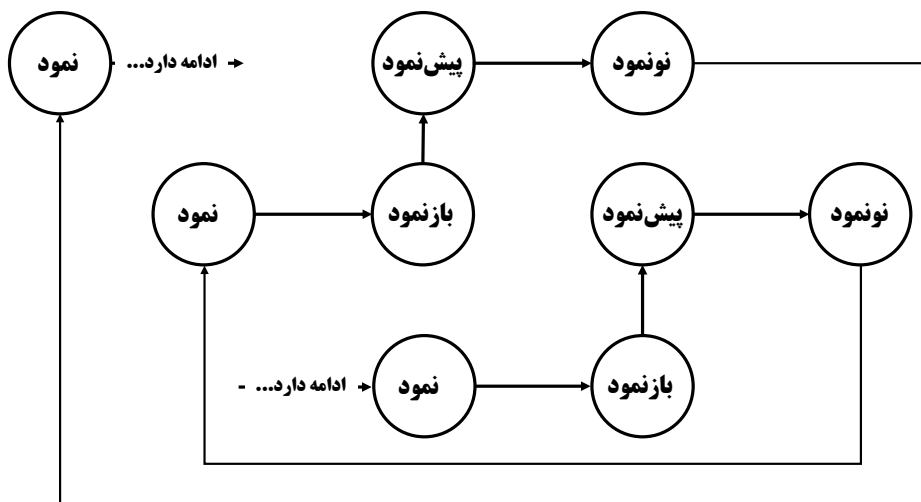 نمود
ادامه دارد...
پیش‌نمود
نونمود
نمود
بازنمود
پیش‌نمود
نونمود
ادامه دارد...
نمود
بازنمود